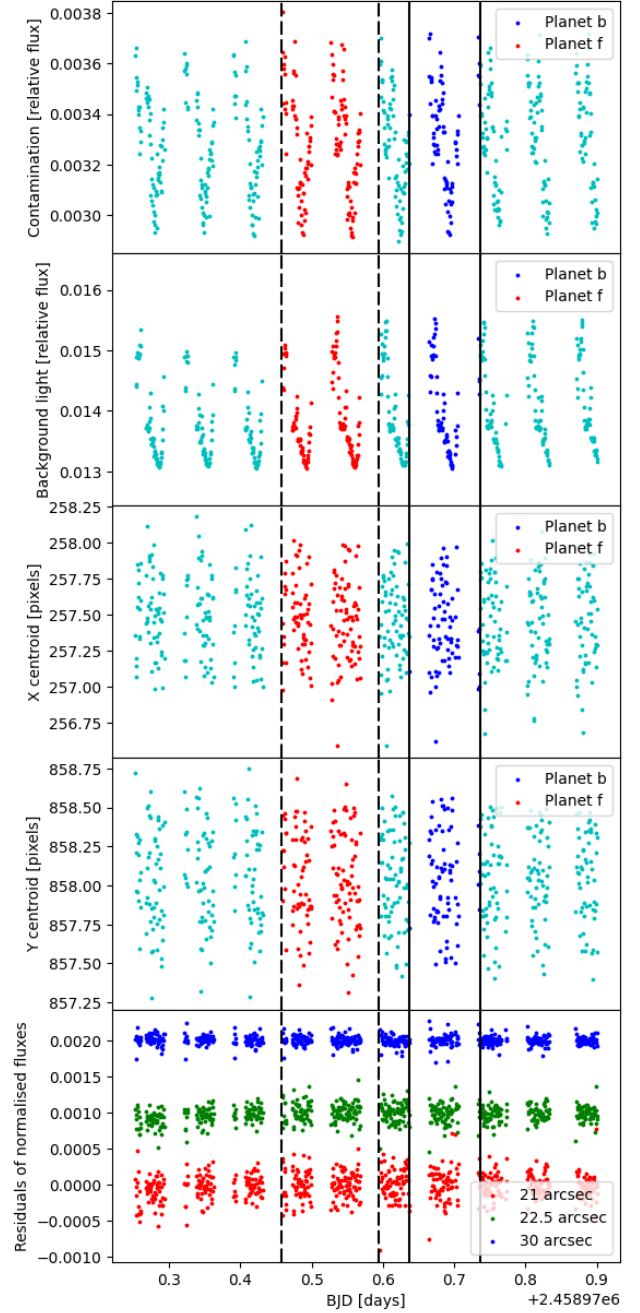 Contamination [relative flux]
0.0038
0.0036
0.0034
0.0032
0.0030
Planet b
Planet f
Background light [relative flux]
0.016
0.015
0.014
0.013
Planet b
Planet f
X centroid [pixels]
258.25
258.00
257.75
257.50
257.25
257.00
256.75
Planet b
Planet f
Y centroid [pixels]
858.75
858.50
858.25
858.00
857.75
857.50
857.25
Planet b
Planet f
Residuals of normalised fluxes
0.0020
0.0015
0.0010
0.0005
0.0000
−0.0005
−0.0010
21 arcsec
22.5 arcsec
30 arcsec
0.3 0.4 0.5 0.6 0.7 0.8 0.9
BJD [days]
+2.45897e6